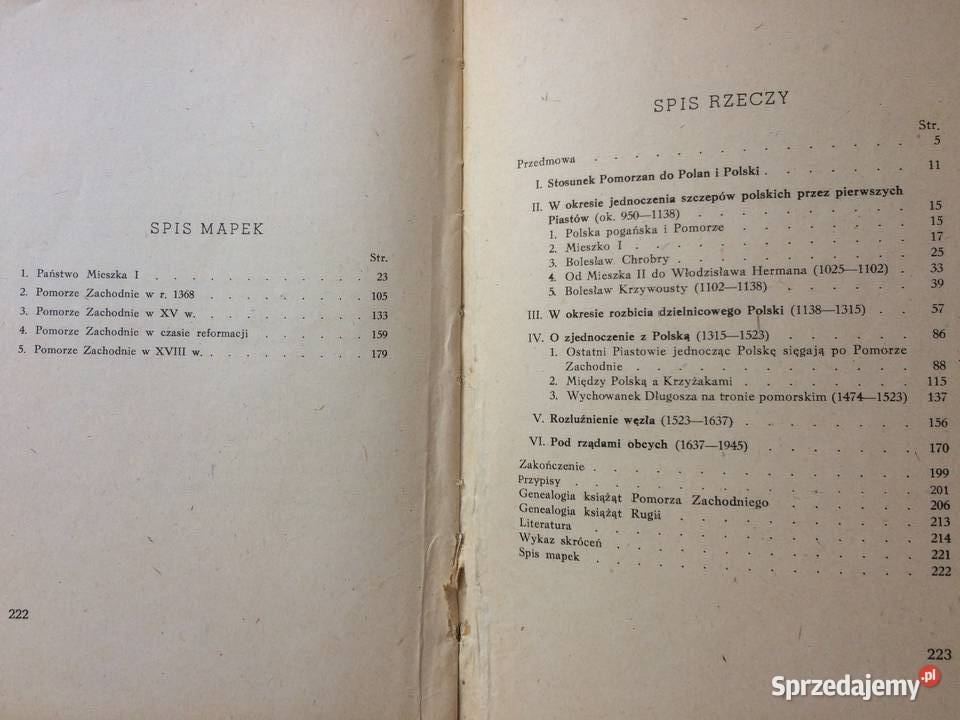 SPIS MAPEK
Str.
1. Państwo Mieszka I . . . . . . . . . . . 23
2. Pomorze Zachodnie w r. 1368 . . . . . . . . 105
3. Pomorze Zachodnie w XV w. . . . . . . . . 133
4. Pomorze Zachodnie w czasie reformacji . . . . . . 159
5. Pomorze Zachodnie w XVIII w. . . . . . . . . 179
222
SPIS RZECZY
Str.
Przedmowa . . . . . . . . . . . . . 5
I. Stosunek Pomorzan do Polan i Polski . . . . . . . 11
II. W okresie jednoczenia szczepów polskich przez pierwszych
Piastów (ok. 950—1138) . . . . . . . . . 15
1. Polska pogańska i Pomorze . . . . . . . . 15
2. Mieszko I . . . . . . . . . . . 17
3. Bolesław Chrobry . . . . . . . . . . 25
4. Od Mieszka II do Włodzisława Hermana (1025—1102) . 33
5. Bolesław Krzywousty (1102—1138) . . . . . . 39
III. W okresie rozbicia dzielnicowego Polski (1138—1315) . . 57
IV. O zjednoczenie z Polską (1315—1523) . . . . . . 86
1. Ostatni Piastowie jednocząc Polskę sięgają po Pomorze
Zachodnie . . . . . . . . . . . 88
2. Między Polską a Krzyżakami . . . . . . . 115
3. Wychowanek Długosza na tronie pomorskim (1474—1523) 137
V. Rozluźnienie węzła (1523—1637) . . . . . . . 156
VI. Pod rządami obcych (1637—1945) . . . . . . . 170
Zakończenie . . . . . . . . . . . . . 199
Przypisy . . . . . . . . . . . . . . 201
Genealogia książąt Pomorza Zachodniego . . . . . . 206
Genealogia książąt Rugii . . . . . . . . . . 213
Literatura . . . . . . . . . . . . . 214
Wykaz skróceń . . . . . . . . . . . . 221
Spis mapek . . . . . . . . . . . . . 222
223
Sprzedajemy.pl